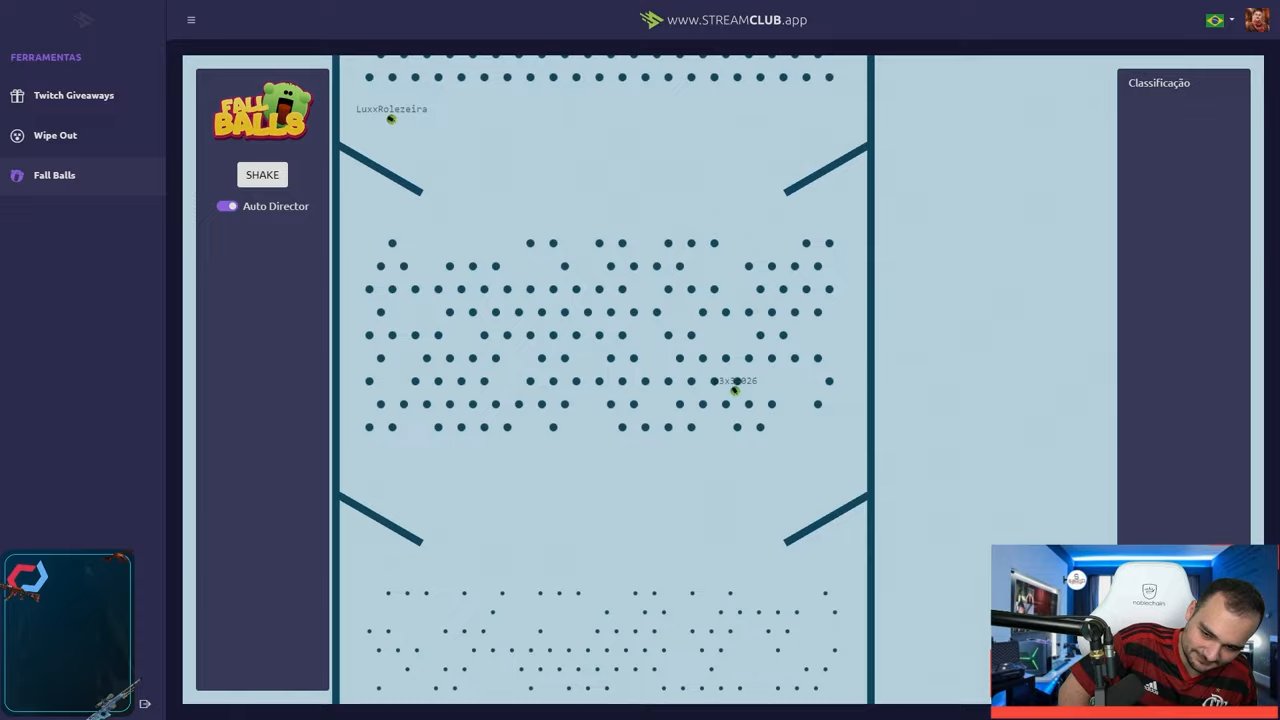 www.STREAMCLUB.app
FERRAMENTAS
Twitch Giveaways
Wipe Out
Fall Balls
FALL
BALLS
SHAKE
Auto Director
LuxxRolezeira
Classificação
noblechairs